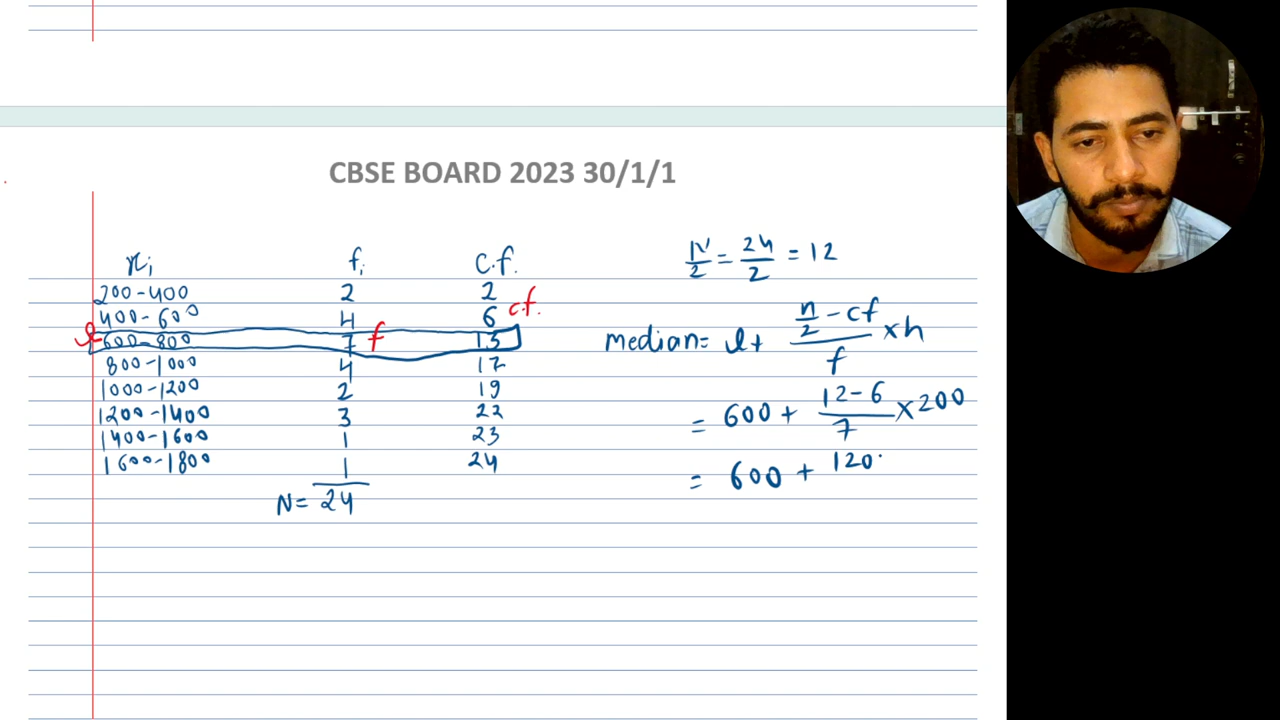 CBSE BOARD 2023 30/1/1
xi fi c.f.
200-400 2 2
400-600 4 6 cf.
l 600-800 7 f 13
800-1000 4 17
1000-1200 2 19
1200-1400 3 22
1400-1600 1 23
1600-1800 1 24
N = 24
N/2 = 24/2 = 12
median = l + (n/2 - cf)/f × h
= 600 + (12-6)/7 × 200
= 600 + 120